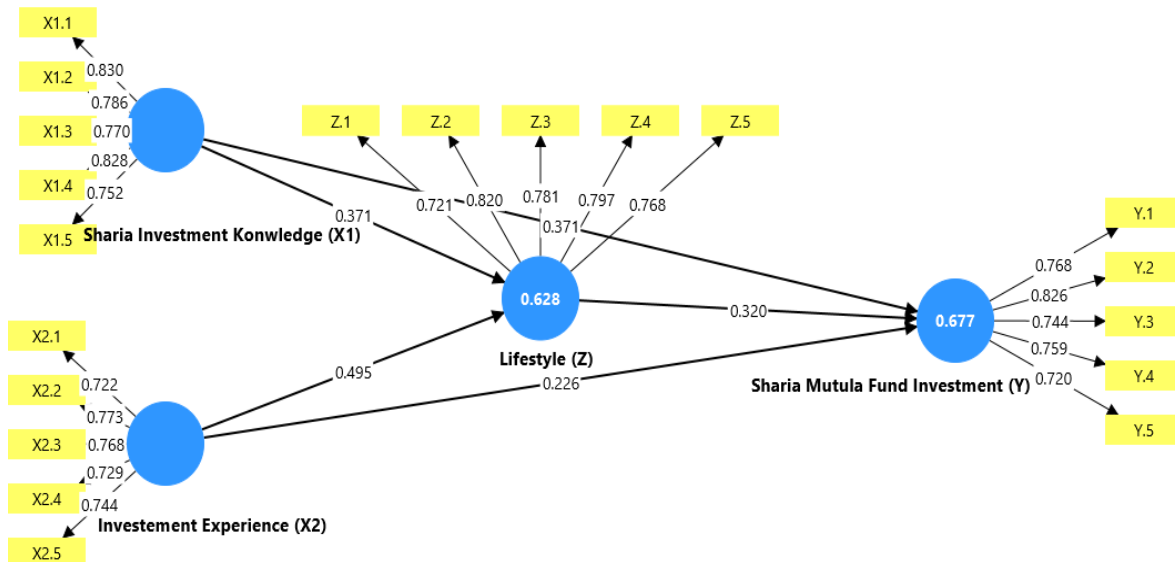 X1.1
0.830
X1.2
0.786
X1.3
0.770
0.828
X1.4
0.752
X1.5
Sharia Investment Konwledge (X1)
Z.1
Z.2
Z.3
Z.4
Z.5
0.721
0.820
0.781
0.797
0.768
0.371
0.371
0.628
Lifestyle (Z)
0.320
0.495
0.226
X2.1
0.722
X2.2
0.773
X2.3
0.768
0.729
X2.4
0.744
X2.5
Investement Experience (X2)
0.677
Sharia Mutula Fund Investment (Y)
Y.1
0.768
Y.2
0.826
Y.3
0.744
0.759
Y.4
0.720
Y.5